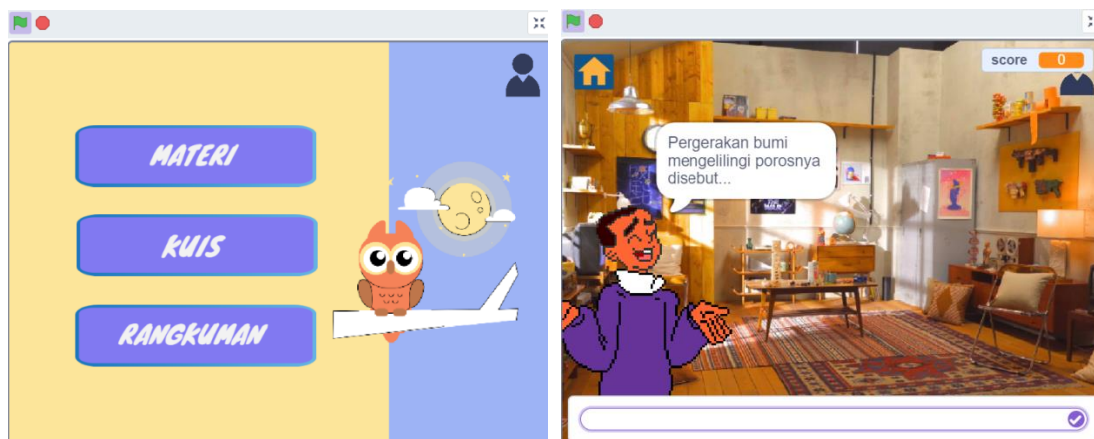 MATERI
KUIS
RANGKUMAN
score 0
Pergerakan bumi
mengelilingi porosnya
disebut...